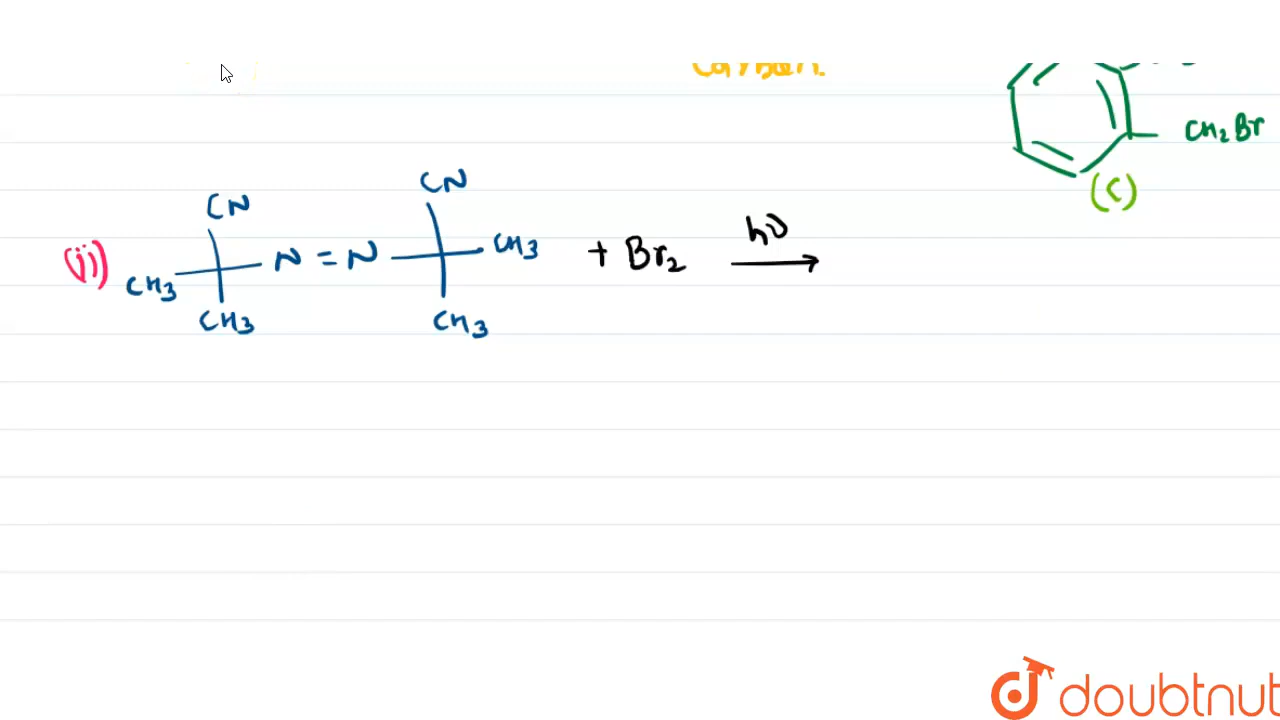 CH2Br
(C)
CN CN
(ii) CH3 N = N CH3 + Br2 hν
CH3 CH3
doubtnut